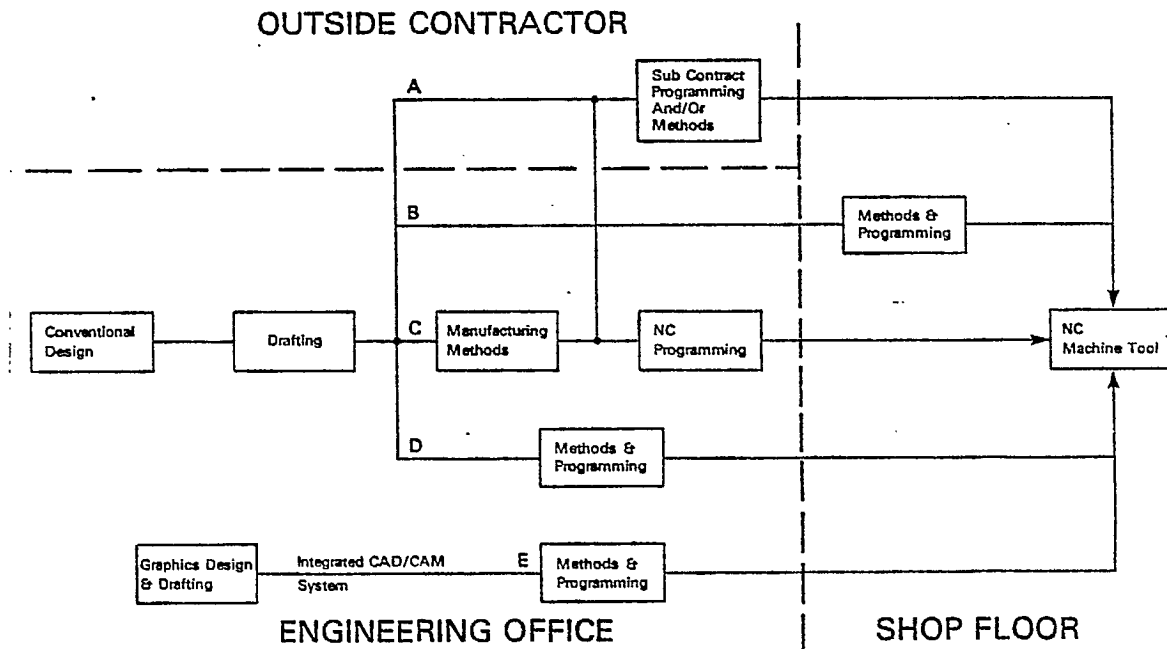 OUTSIDE CONTRACTOR
A
Sub Contract
Programming
And/Or
Methods
B
Methods &
Programming
Conventional
Design
Drafting
C
Manufacturing
Methods
NC
Programming
NC
Machine Tool
D
Methods &
Programming
Graphics Design
& Drafting
Integrated CAD/CAM
System
E
Methods &
Programming
ENGINEERING OFFICE
SHOP FLOOR